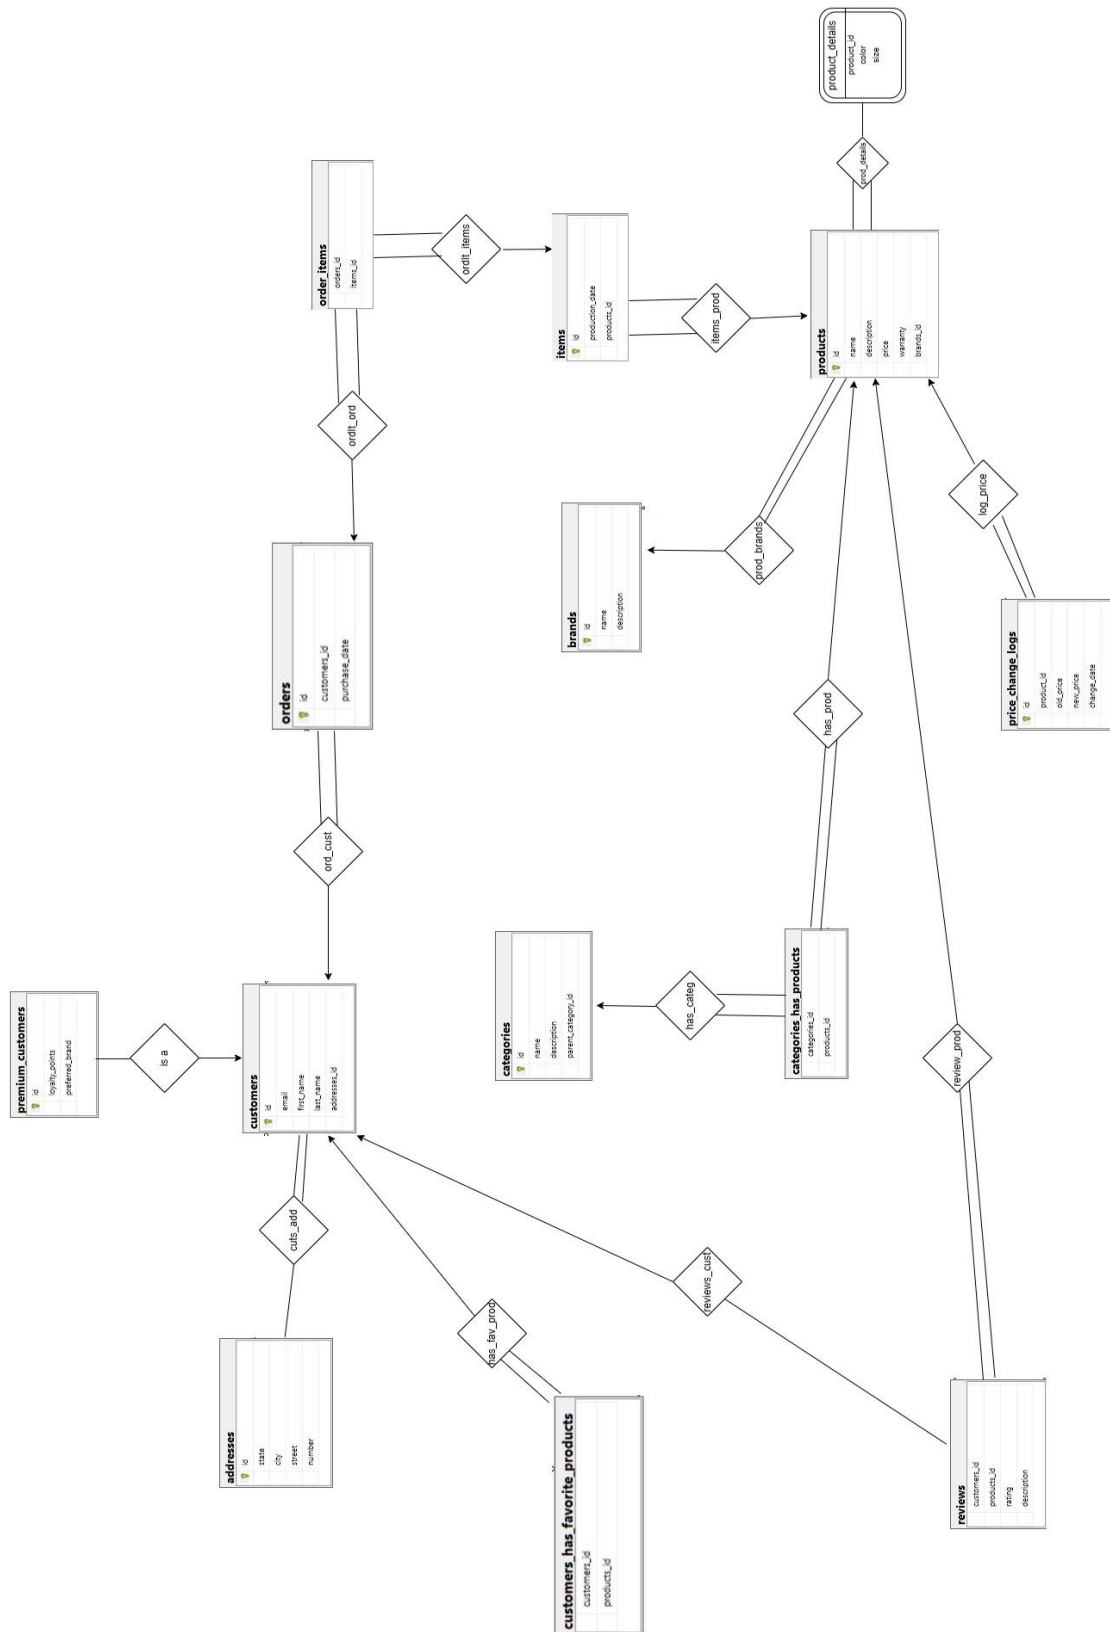 premium_customers
id
loyalty_points
preferred_brand
is a
customers
id
email
first_name
last_name
addresses_id
cuts_add
addresses
id
state
city
street
number
has_fav_prod
customers_has_favorite_products
customers_id
products_id
reviews_cust
reviews
customers_id
products_id
rating
description
review_prod
ord_cust
orders
id
customers_id
purchase_date
ordit_ord
order_items
orders_id
items_id
ordit_items
items
id
production_date
products_id
items_prod
products
id
name
description
price
warranty
brands_id
prod_details
product_details
product_id
color
size
prod_brands
brands
id
name
description
has_prod
categories_has_products
categories_id
products_id
has_categ
categories
id
name
description
parent_category_id
log_price
price_change_logs
id
product_id
old_price
new_price
change_date